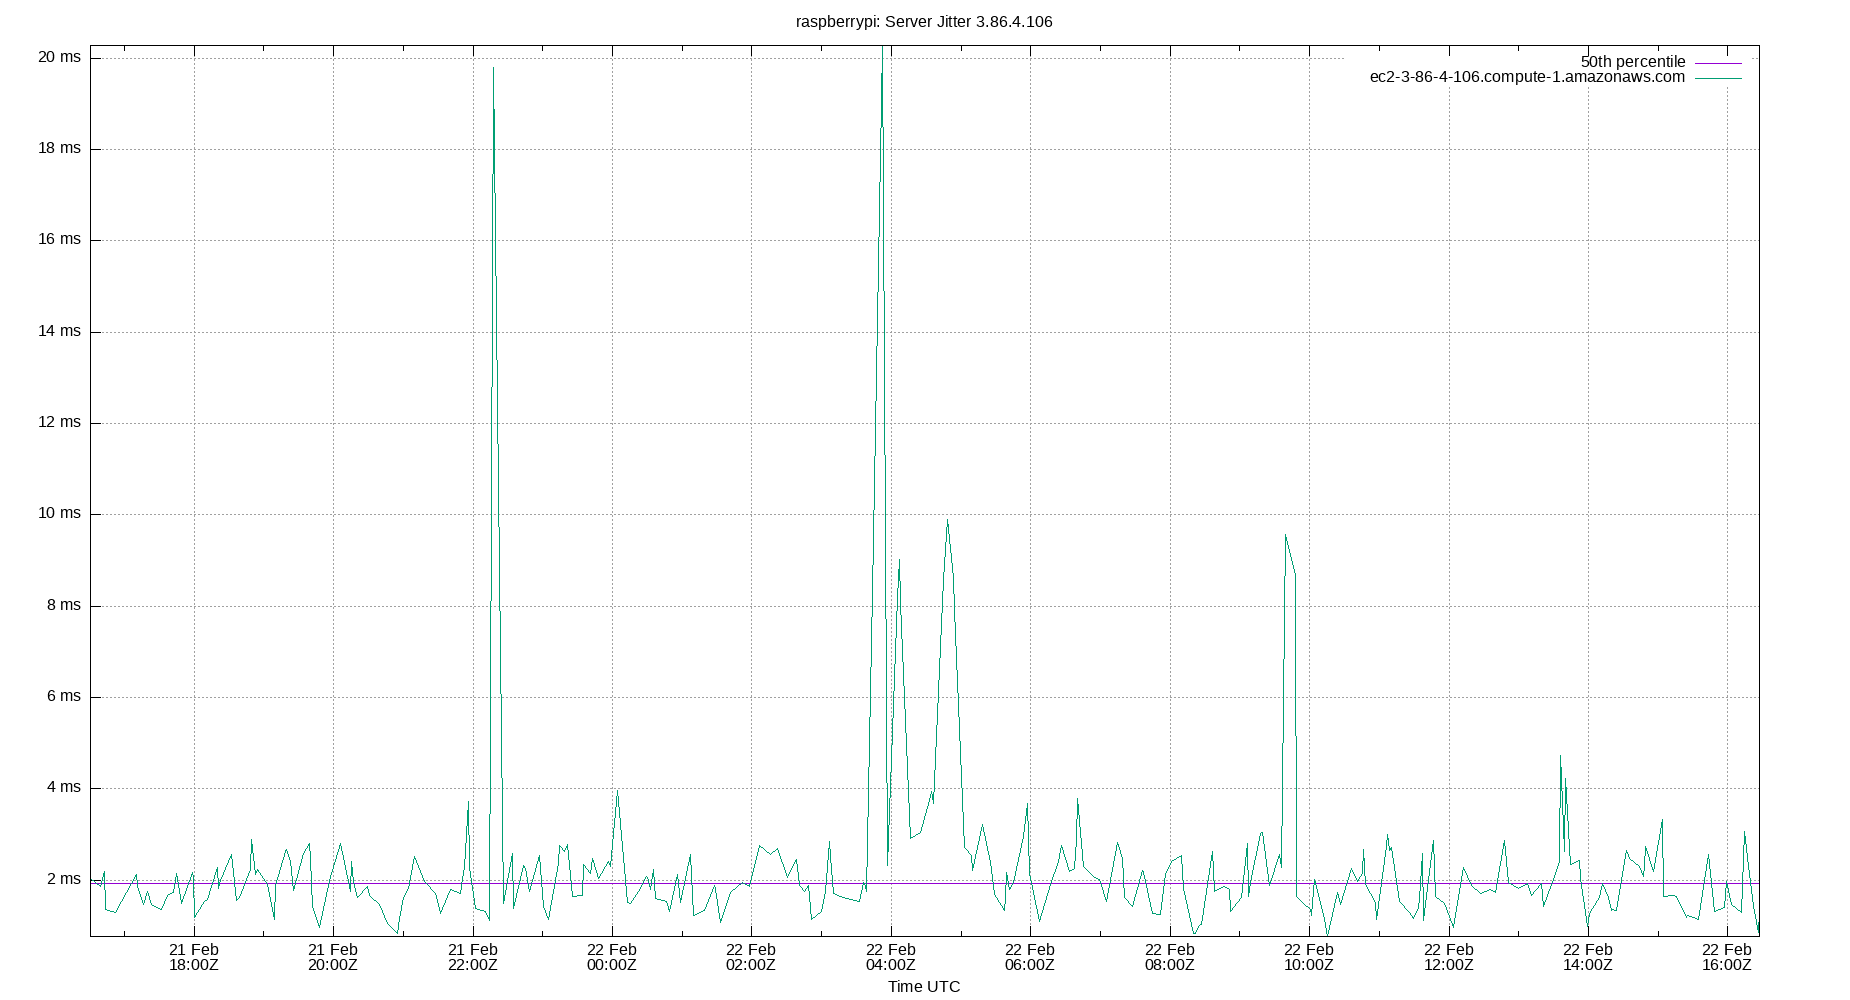 raspberrypi: Server Jitter 3.86.4.106
50th percentile
ec2-3-86-4-106.compute-1.amazonaws.com
20 ms
18 ms
16 ms
14 ms
12 ms
10 ms
8 ms
6 ms
4 ms
2 ms
21 Feb 21 Feb 21 Feb 22 Feb 22 Feb 22 Feb 22 Feb 22 Feb 22 Feb 22 Feb 22 Feb 22 Feb
18:00Z 20:00Z 22:00Z 00:00Z 02:00Z 04:00Z 06:00Z 08:00Z 10:00Z 12:00Z 14:00Z 16:00Z
Time UTC